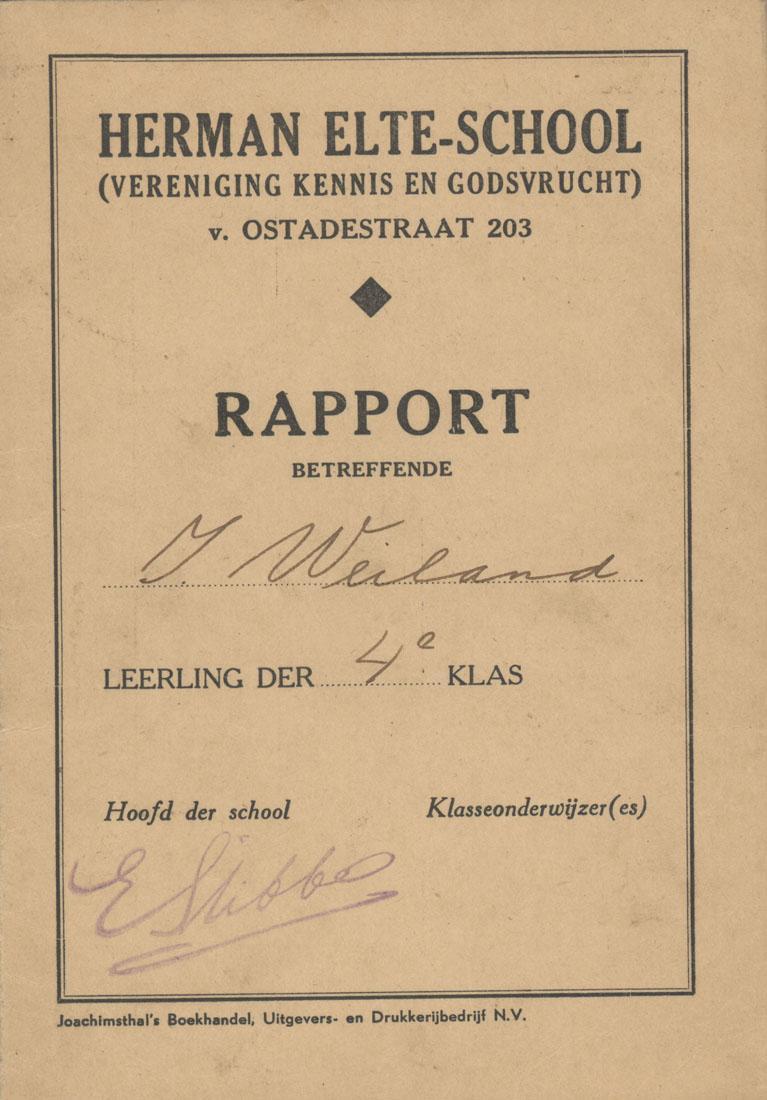 HERMAN ELTE-SCHOOL
(VERENIGING KENNIS EN GODSVRUCHT)
v. OSTADESTRAAT 203
RAPPORT
BETREFFENDE
J. Weiland
LEERLING DER 4e KLAS
Hoofd der school Klasseonderwijzer(es)
E Stibbe
Joachimsthal's Boekhandel, Uitgevers- en Drukkerijbedrijf N.V.